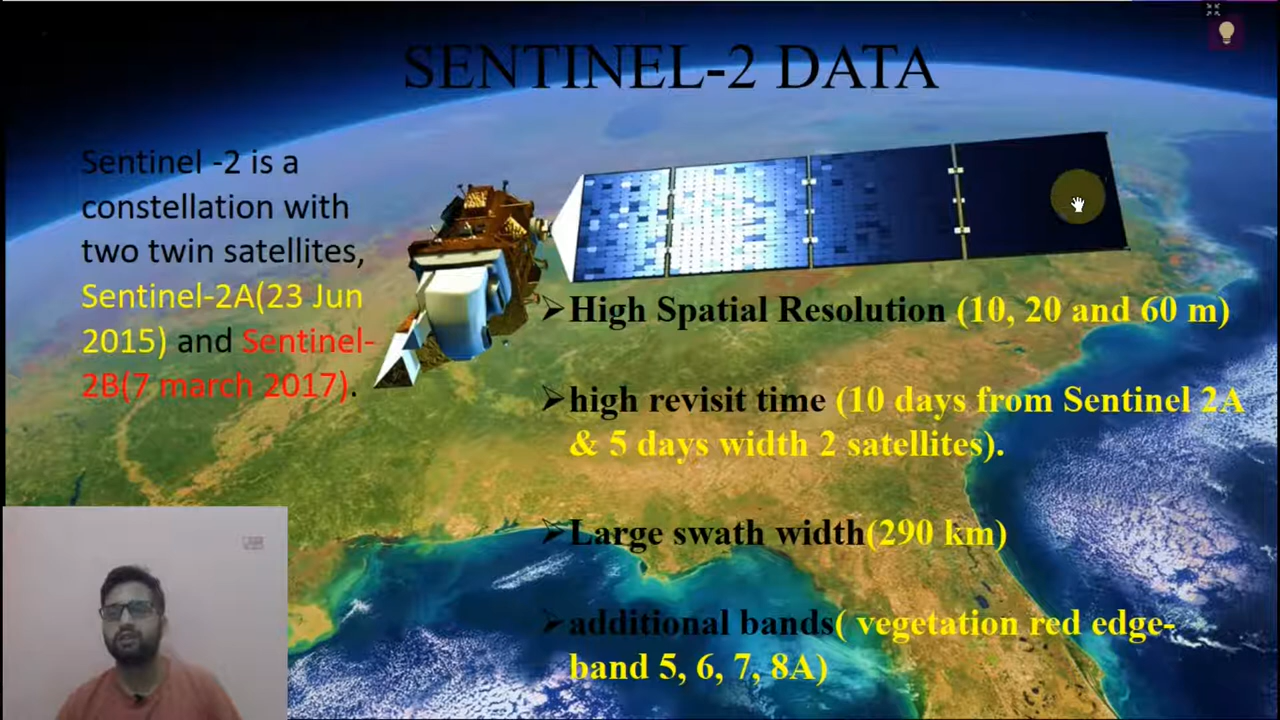 SENTINEL-2 DATA
Sentinel -2 is a
constellation with
two twin satellites,
Sentinel-2A(23 Jun
2015) and Sentinel-
2B(7 march 2017).
High Spatial Resolution (10, 20 and 60 m)
high revisit time (10 days from Sentinel 2A
& 5 days width 2 satellites).
Large swath width(290 km)
additional bands( vegetation red edge-
band 5, 6, 7, 8A)